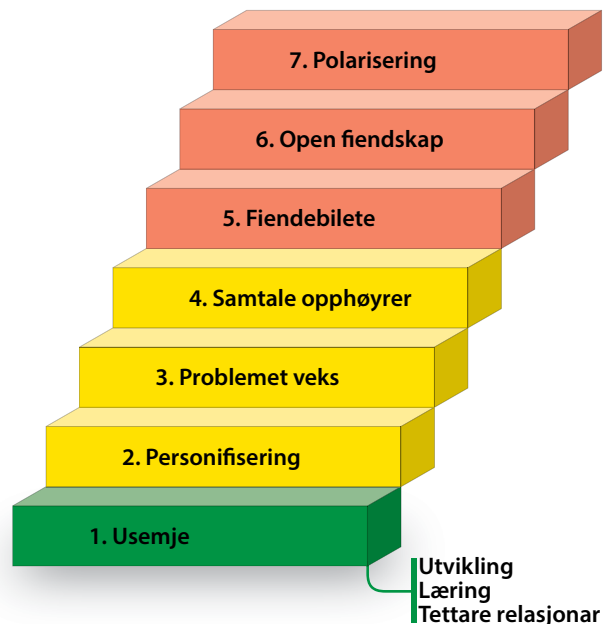 7. Polarisering
6. Open fiendskap
5. Fiendebilete
4. Samtale opphøyrer
3. Problemet veks
2. Personifisering
1. Usemje
Utvikling
Læring
Tettare relasjonar